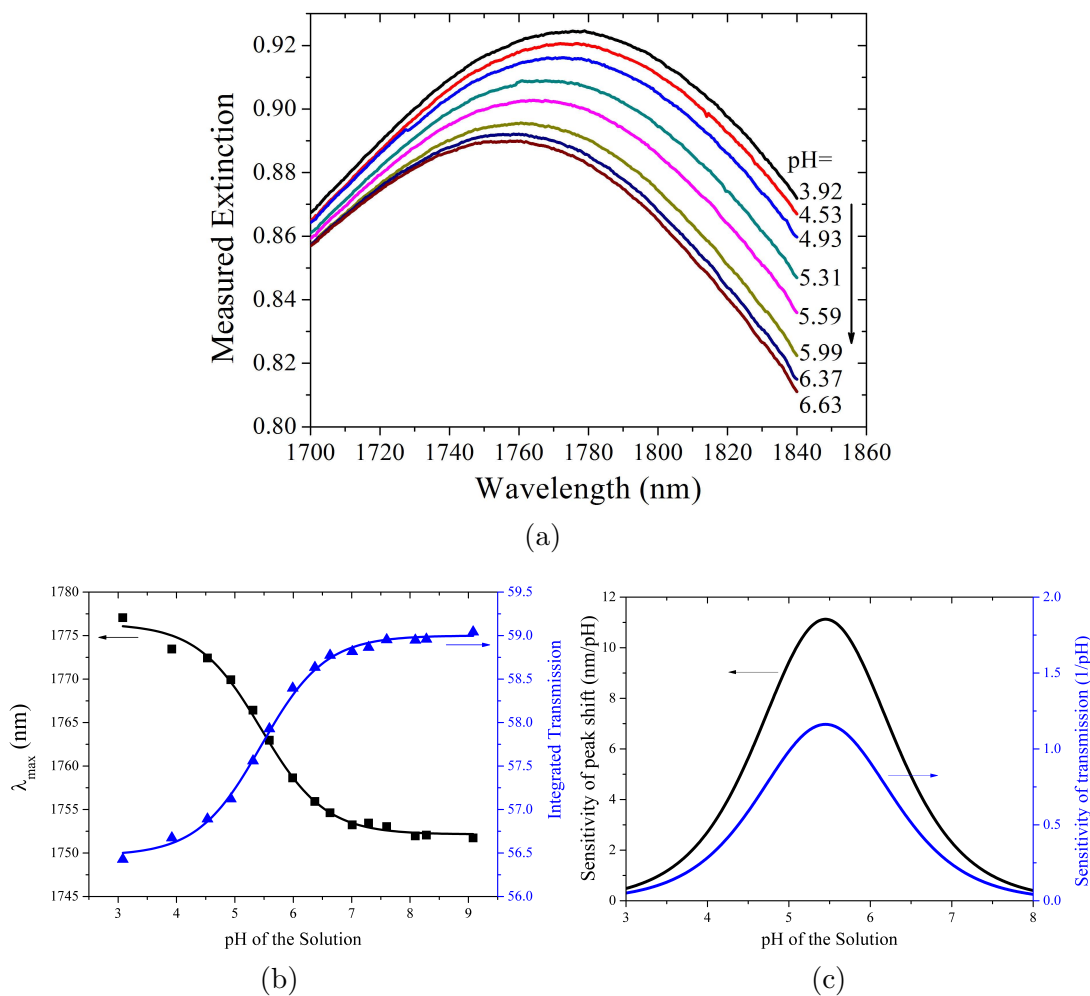 0.92
0.90
0.88
0.86
0.84
0.82
0.80
Measured Extinction
pH=
3.92
4.53
4.93
5.31
5.59
5.99
6.37
6.63
1700 1720 1740 1760 1780 1800 1820 1840 1860
Wavelength (nm)
(a)
1780
1775
1770
1765
1760
1755
1750
1745
λmax (nm)
59.5
59.0
58.5
58.0
57.5
57.0
56.5
56.0
Integrated Transmission
3 4 5 6 7 8 9
pH of the Solution
(b)
12
10
8
6
4
2
0
Sensitivity of peak shift (nm/pH)
2.0
1.5
1.0
0.5
0.0
Sensitivity of transmission (1/pH)
3 4 5 6 7 8
pH of the Solution
(c)